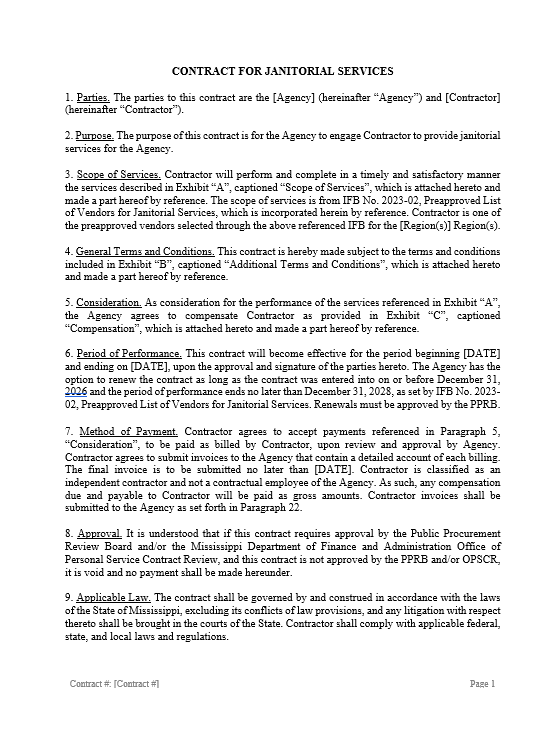 CONTRACT FOR JANITORIAL SERVICES
1. Parties. The parties to this contract are the [Agency] (hereinafter “Agency”) and [Contractor]
(hereinafter “Contractor”).
2. Purpose. The purpose of this contract is for the Agency to engage Contractor to provide janitorial
services for the Agency.
3. Scope of Services. Contractor will perform and complete in a timely and satisfactory manner
the services described in Exhibit “A”, captioned “Scope of Services”, which is attached hereto and
made a part hereof by reference. The scope of services is from IFB No. 2023-02, Preapproved List
of Vendors for Janitorial Services, which is incorporated herein by reference. Contractor is one of
the preapproved vendors selected through the above referenced IFB for the [Region(s)] Region(s).
4. General Terms and Conditions. This contract is hereby made subject to the terms and conditions
included in Exhibit “B”, captioned “Additional Terms and Conditions”, which is attached hereto
and made a part hereof by reference.
5. Consideration. As consideration for the performance of the services referenced in Exhibit “A”,
the Agency agrees to compensate Contractor as provided in Exhibit “C”, captioned
“Compensation”, which is attached hereto and made a part hereof by reference.
6. Period of Performance. This contract will become effective for the period beginning [DATE]
and ending on [DATE], upon the approval and signature of the parties hereto. The Agency has the
option to renew the contract as long as the contract was entered into on or before December 31,
2026 and the period of performance ends no later than December 31, 2028, as set by IFB No. 2023-
02, Preapproved List of Vendors for Janitorial Services. Renewals must be approved by the PPRB.
7. Method of Payment. Contractor agrees to accept payments referenced in Paragraph 5,
“Consideration”, to be paid as billed by Contractor, upon review and approval by Agency.
Contractor agrees to submit invoices to the Agency that contain a detailed account of each billing.
The final invoice is to be submitted no later than [DATE]. Contractor is classified as an
independent contractor and not a contractual employee of the Agency. As such, any compensation
due and payable to Contractor will be paid as gross amounts. Contractor invoices shall be
submitted to the Agency as set forth in Paragraph 22.
8. Approval. It is understood that if this contract requires approval by the Public Procurement
Review Board and/or the Mississippi Department of Finance and Administration Office of
Personal Service Contract Review, and this contract is not approved by the PPRB and/or OPSCR,
it is void and no payment shall be made hereunder.
9. Applicable Law. The contract shall be governed by and construed in accordance with the laws
of the State of Mississippi, excluding its conflicts of law provisions, and any litigation with respect
thereto shall be brought in the courts of the State. Contractor shall comply with applicable federal,
state, and local laws and regulations.
Contract #: [Contract #]
Page 1